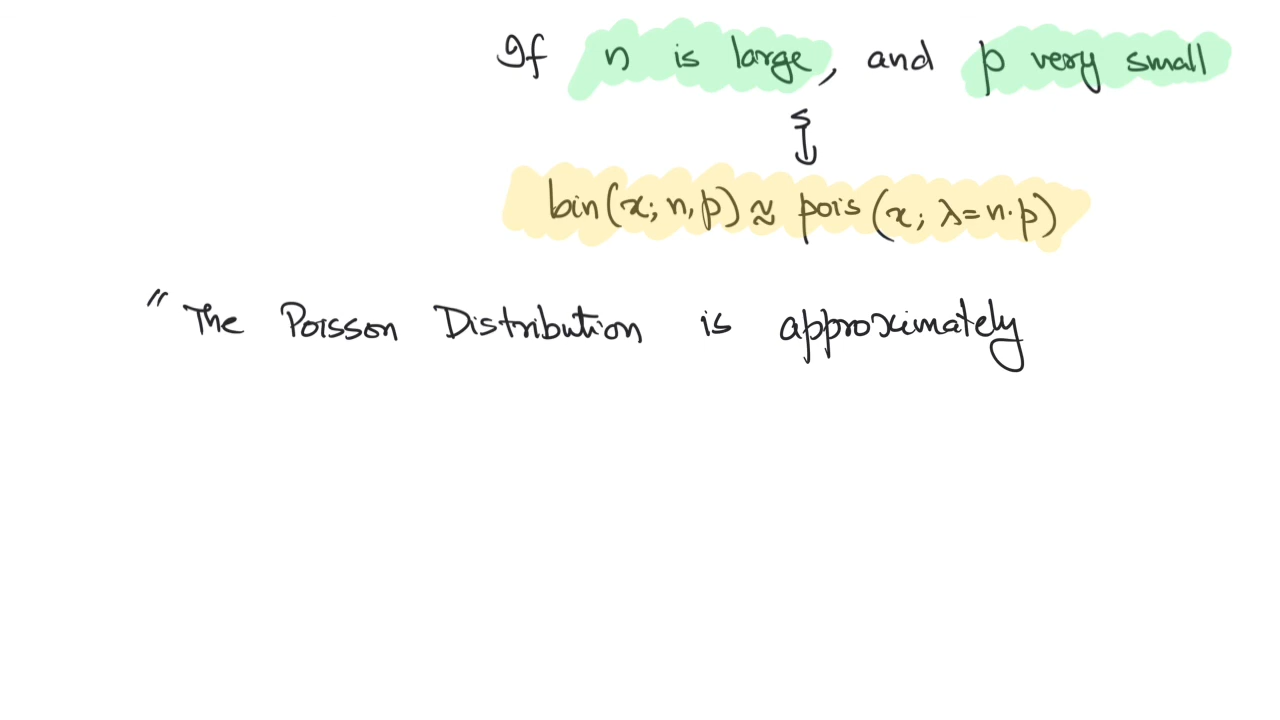 If n is large, and p very small
bin(x; n, p) ≈ pois(x; λ=n·p)
"The Poisson Distribution is approximately